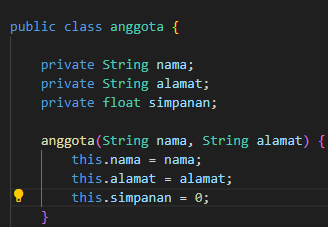 public class anggota {
private String nama;
private String alamat;
private float simpanan;
anggota(String nama, String alamat) {
this.nama = nama;
this.alamat = alamat;
this.simpanan = 0;
}